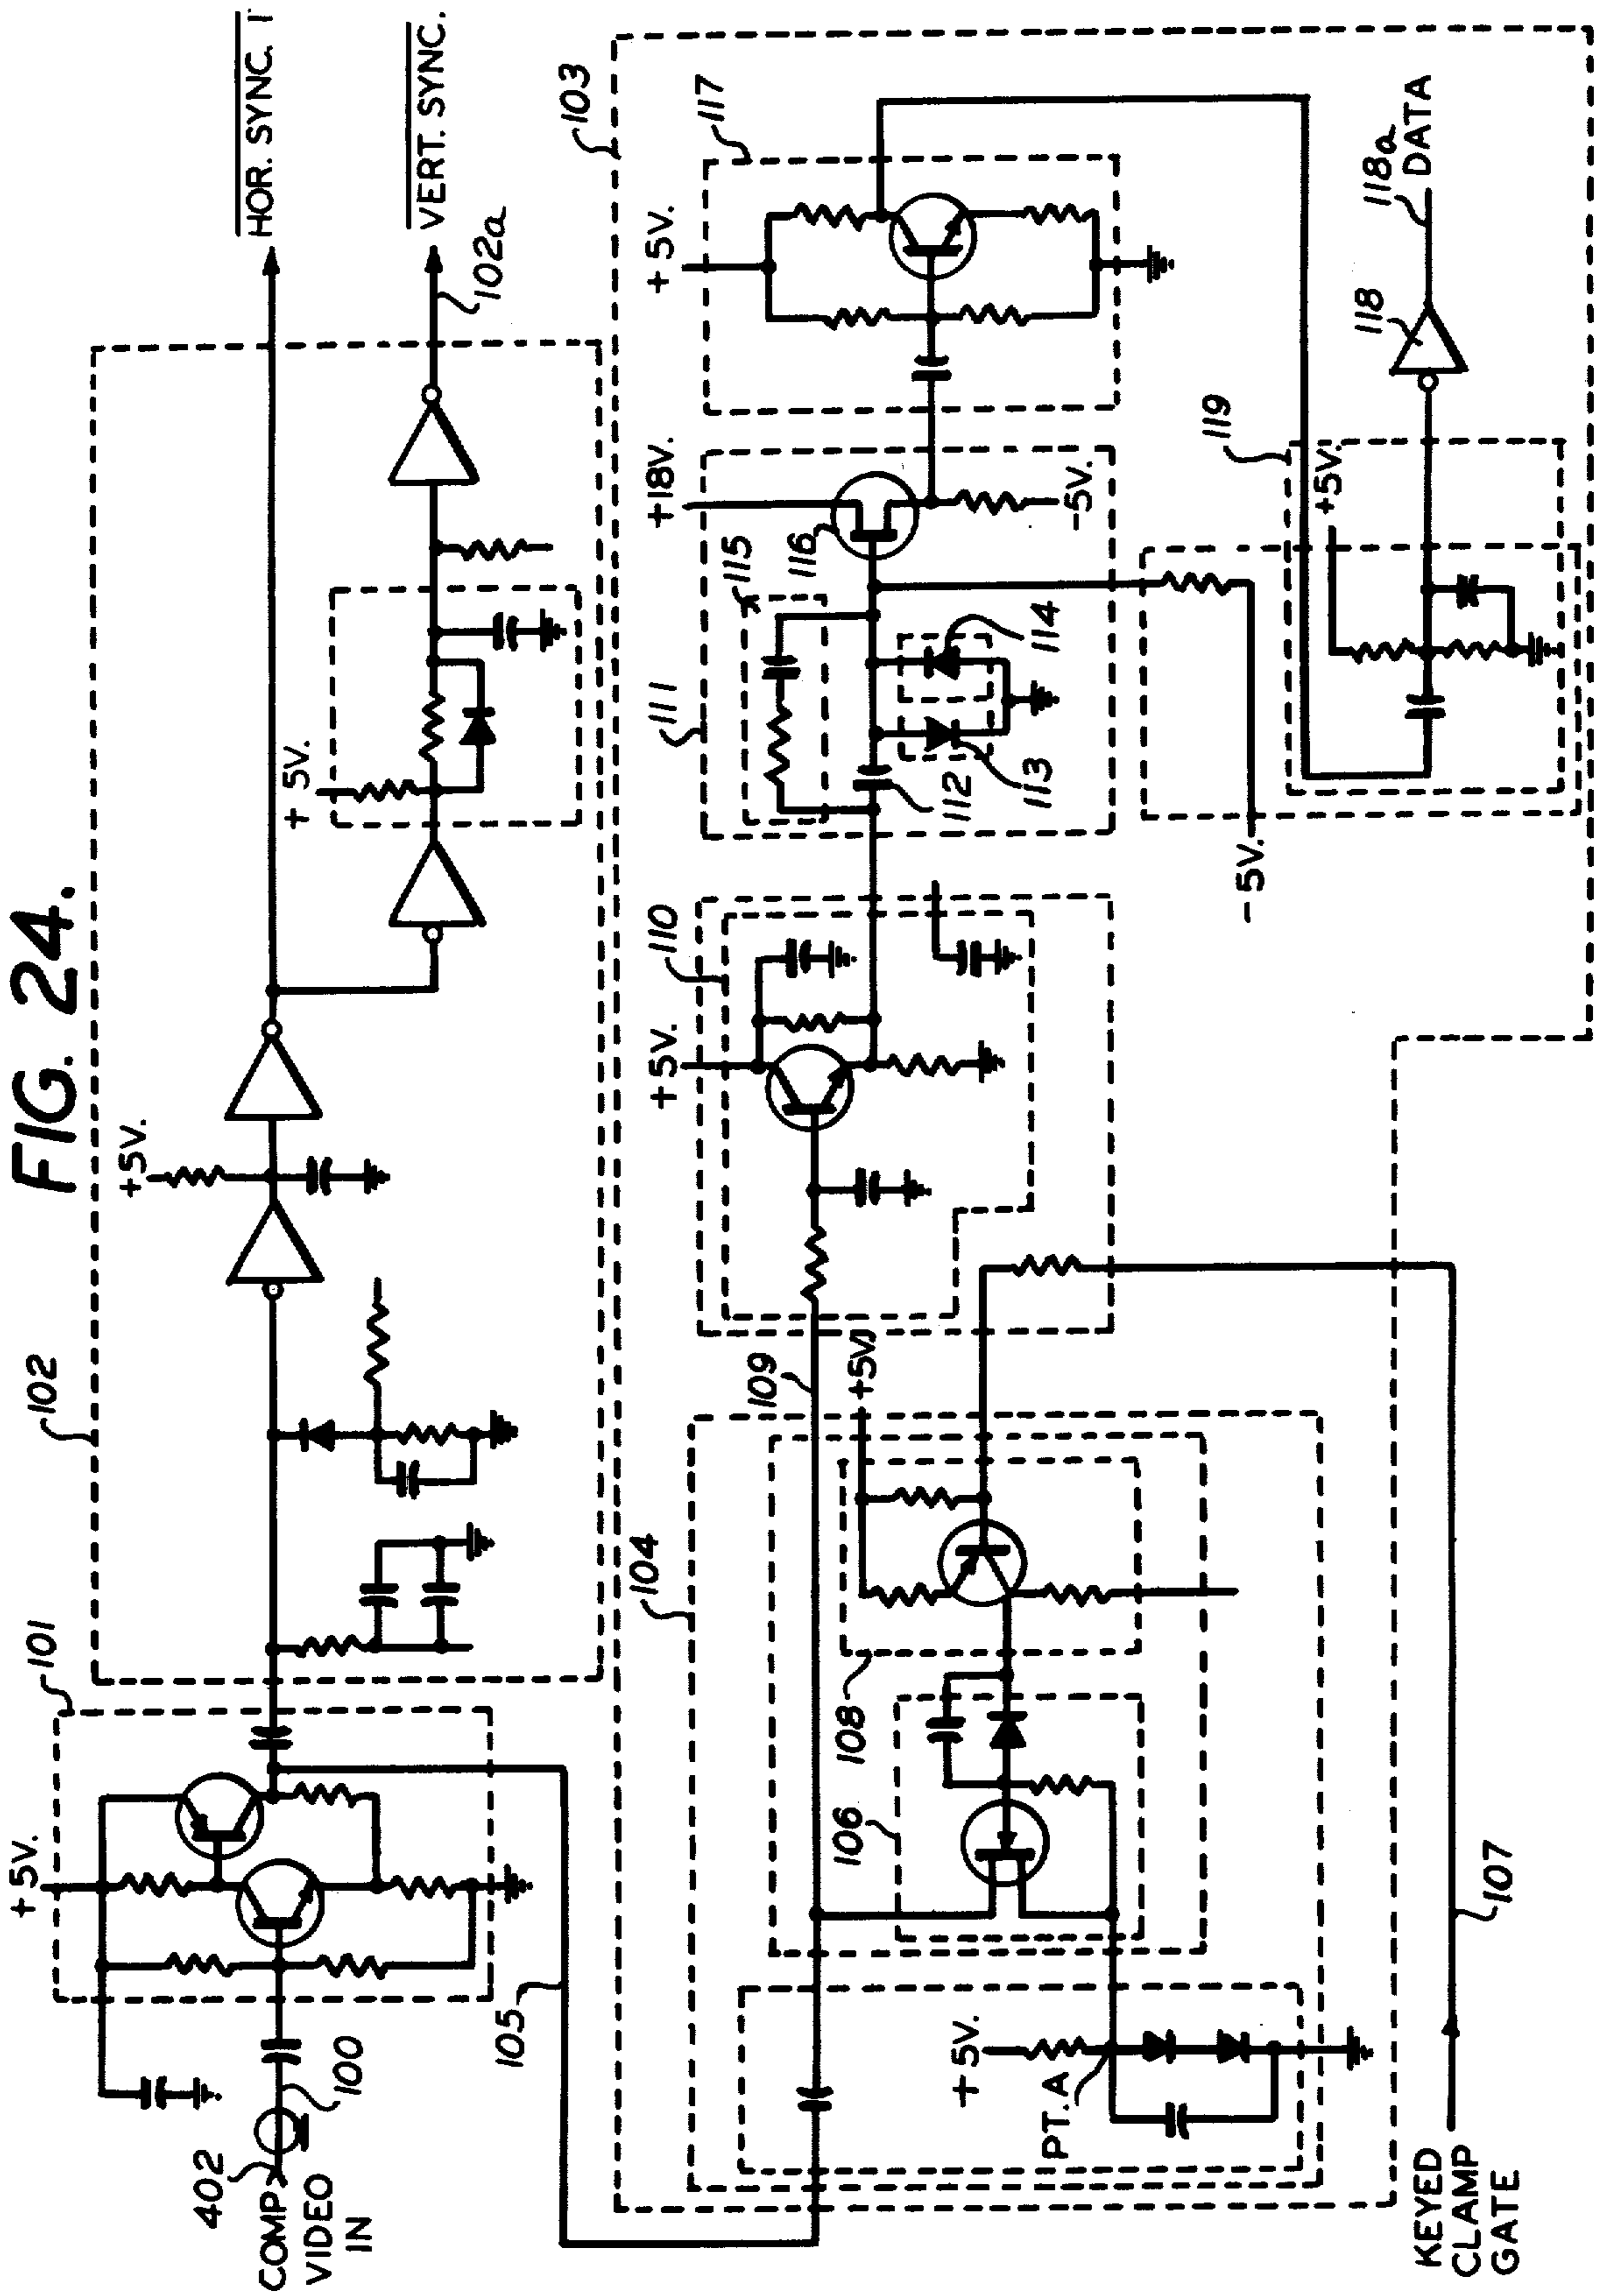 FIG. 24.
HOR. SYNC. 1
VERT. SYNC.
102a
102
+5V.
+5V.
101
+5V.
402
COMP
VIDEO
IN
100
105
103
117
+5V.
+18V.
111
115
116
-5V.
114
113
112
110
+5V.
109
+5V.
104
108
106
+5V.
PT. A
-5V.
119
+5V.
118
118a
DATA
107
KEYED
CLAMP
GATE